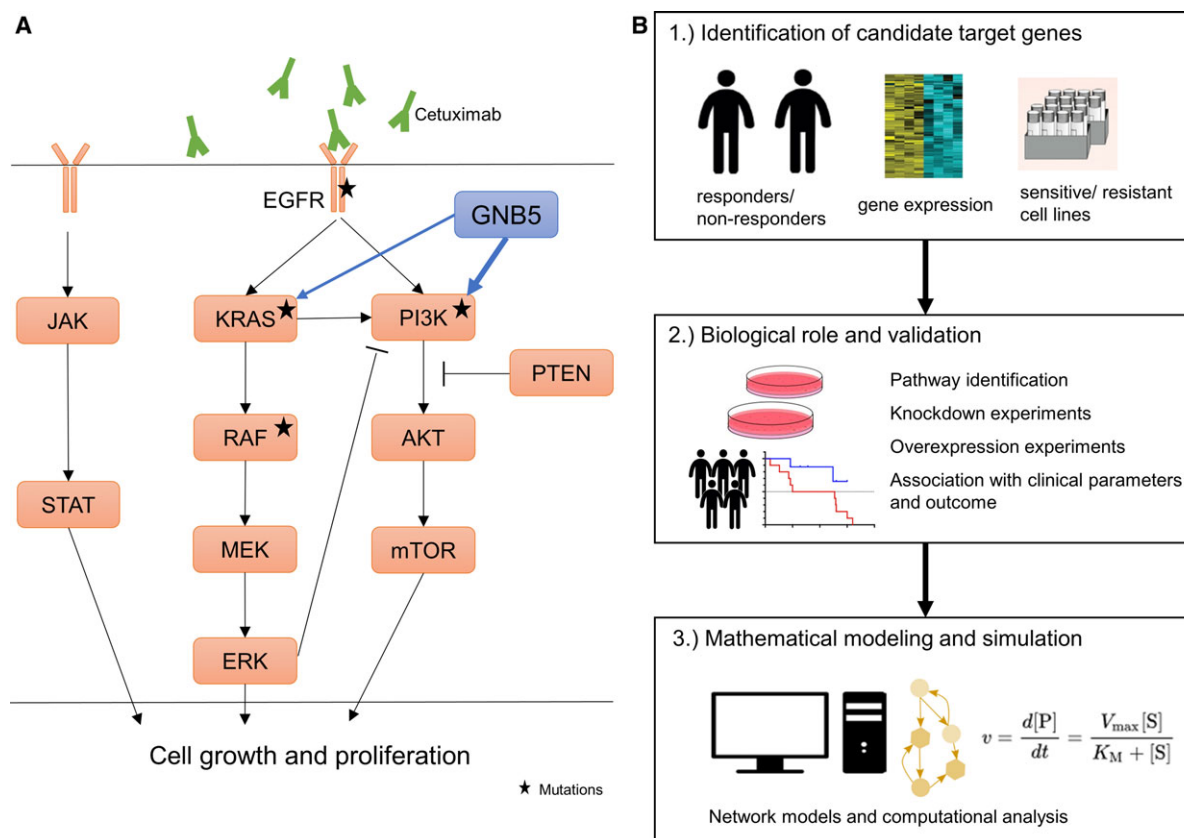 A
Cetuximab
EGFR
GNB5
JAK
KRAS
PI3K
PTEN
RAF
AKT
STAT
MEK
mTOR
ERK
Cell growth and proliferation
★ Mutations
B
1.) Identification of candidate target genes
responders/
non-responders
gene expression
sensitive/ resistant
cell lines
2.) Biological role and validation
Pathway identification
Knockdown experiments
Overexpression experiments
Association with clinical parameters
and outcome
3.) Mathematical modeling and simulation
v = d[P]/dt = Vmax[S]/KM + [S]
Network models and computational analysis